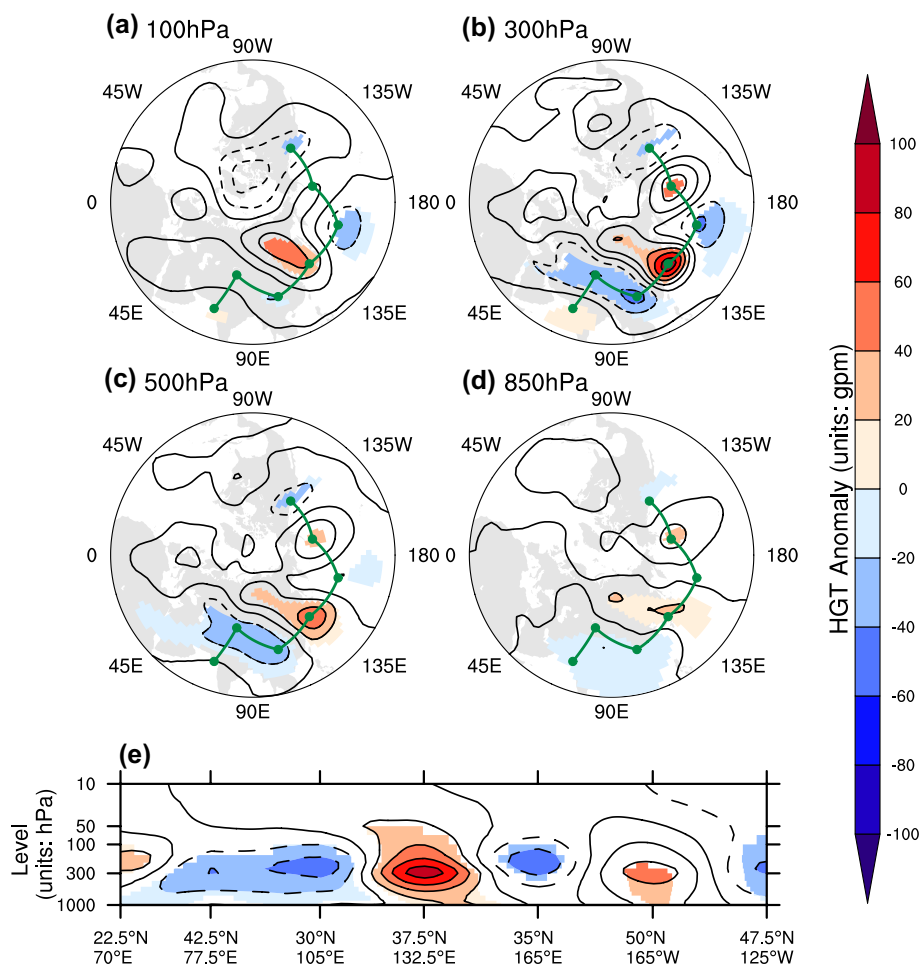 (a) 100hPa
90W
45W 135W
0 180
45E 135E
90E
(b) 300hPa
90W
45W 135W
0 180
45E 135E
90E
(c) 500hPa
90W
45W 135W
0 180
45E 135E
90E
(d) 850hPa
90W
45W 135W
0 180
45E 135E
90E
100
80
60
40
20
0
-20
-40
-60
-80
-100
HGT Anomaly (units: gpm)
(e)
Level
(units: hPa)
10
50
100
300
1000
22.5°N 42.5°N 30°N 37.5°N 35°N 50°N 47.5°N
70°E 77.5°E 105°E 132.5°E 165°E 165°W 125°W